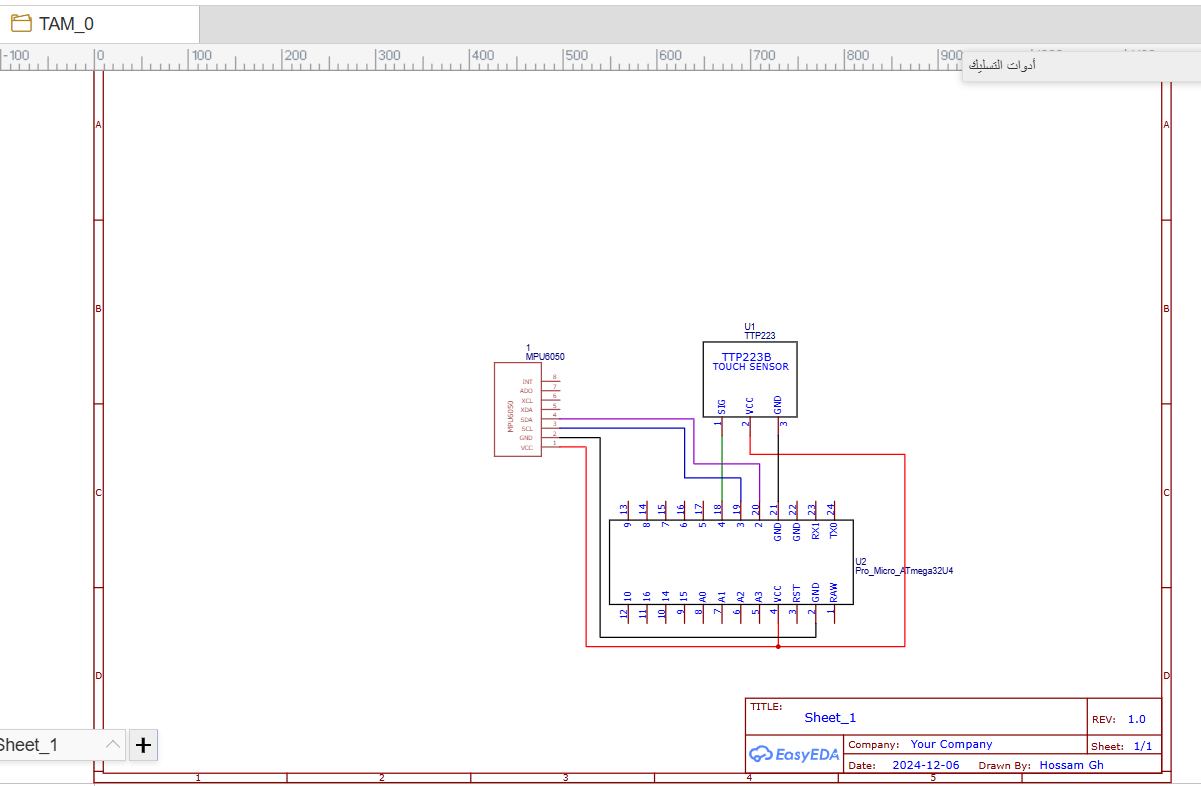 TAM_0
-100 0 100 200 300 400 500 600 700 800 900
أدوات التسليك
A A
B B
U1
TTP223
TTP223B
TOUCH SENSOR
SIG VCC GND
1 2 3
1
MPU6050
MPU6050
INT 8
ADO 7
XCL 6
XDA 5
SDA 4
SCL 3
GND 2
VCC 1
C C
13 14 15 16 17 18 19 20 21 22 23 24
9 8 7 6 5 4 3 2 GND GND RX1 TX0
U2
Pro_Micro_ATmega32U4
10 16 14 15 A0 A1 A2 A3 VCC RST GND RAW
12 11 10 9 8 7 6 5 4 3 2 1
D D
TITLE:
Sheet_1
REV: 1.0
EasyEDA
Company: Your Company
Sheet: 1/1
Date: 2024-12-06 Drawn By: Hossam Gh
Sheet_1
+
1 2 3 4 5